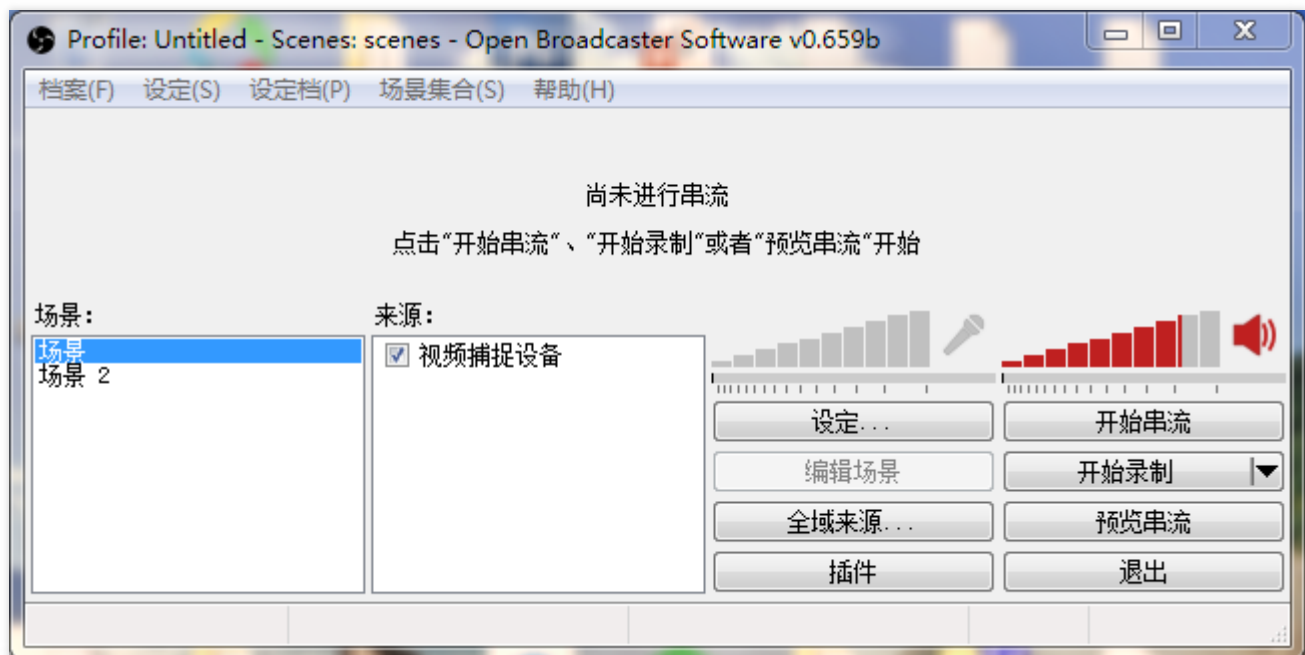 Profile: Untitled - Scenes: scenes - Open Broadcaster Software v0.659b
档案(F) 设定(S) 设定档(P) 场景集合(S) 帮助(H)
尚未进行串流
点击"开始串流"、"开始录制"或者"预览串流"开始
场景:
来源:
场景
场景 2
视频捕捉设备
设定...
开始串流
编辑场景
开始录制
全域来源...
预览串流
插件
退出